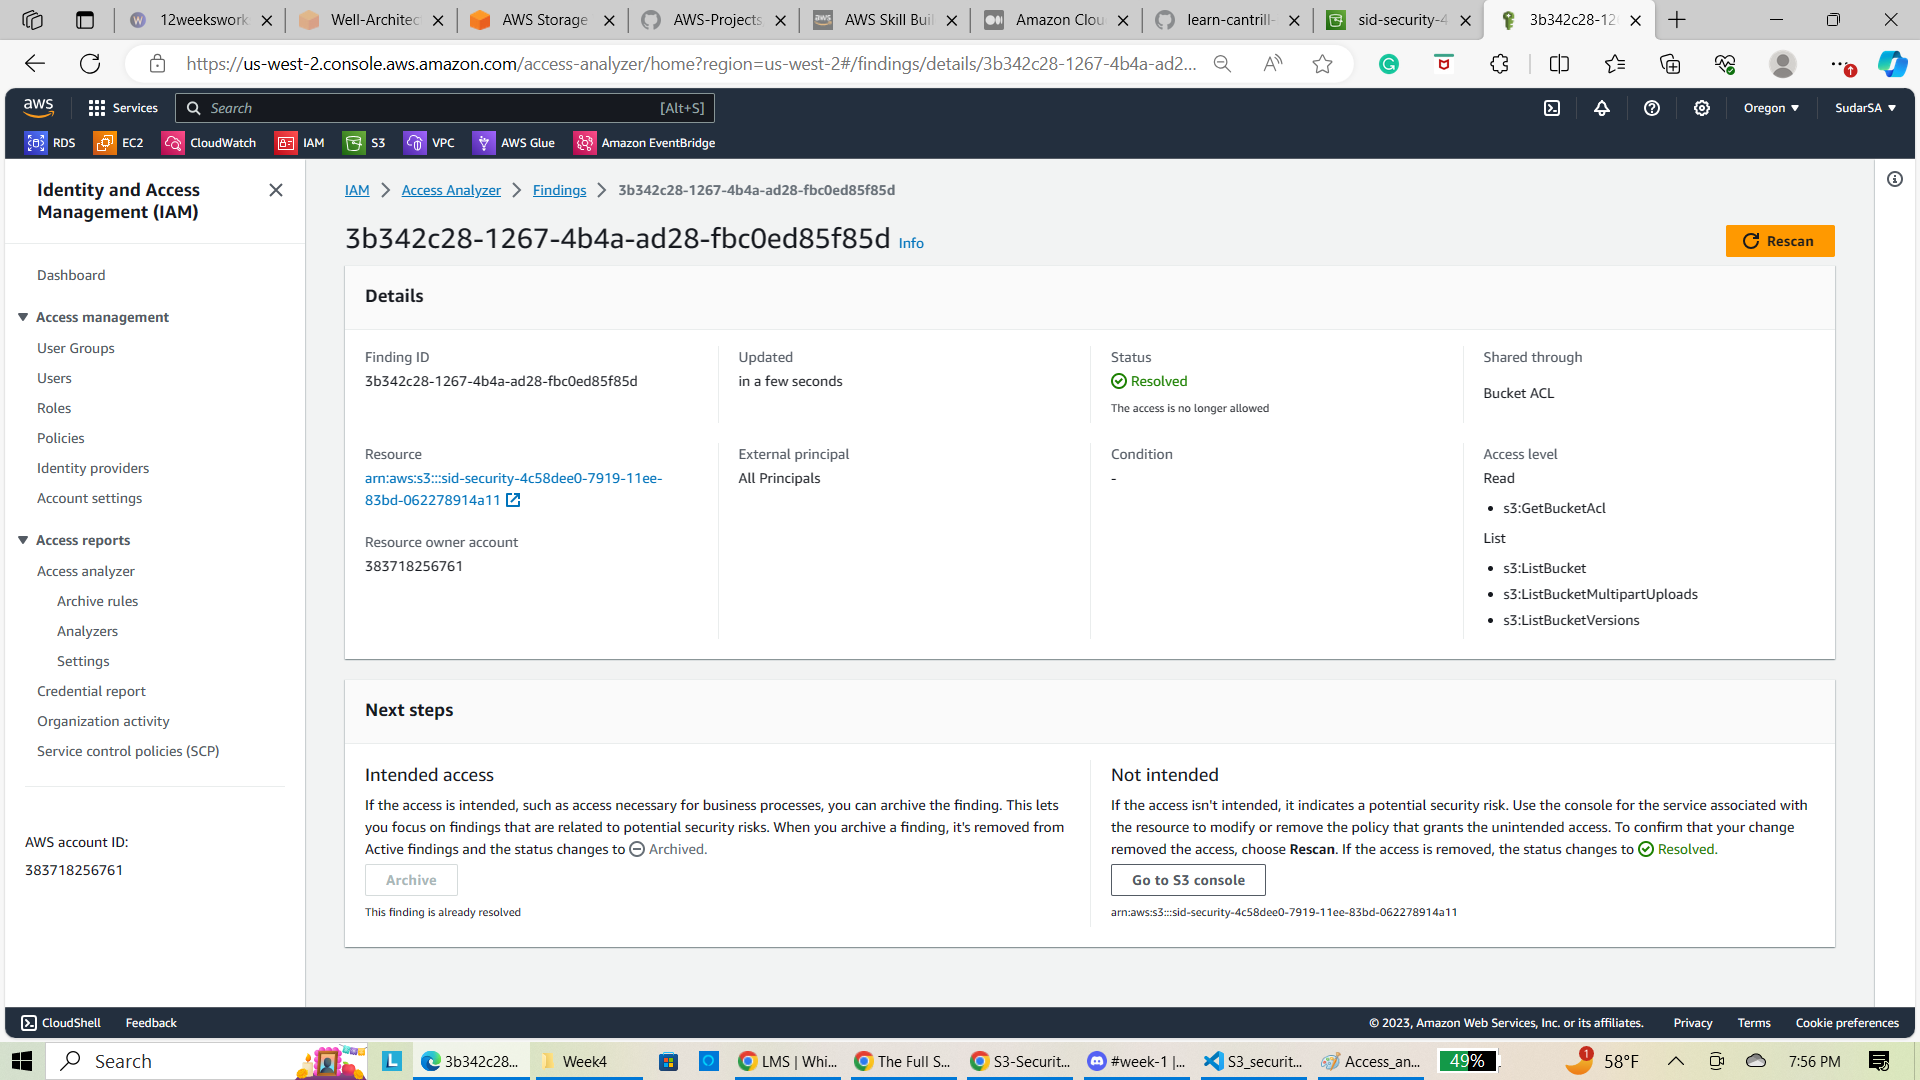 12weekswork
Well-Architec
AWS Storage
AWS-Projects,
AWS Skill Buil
Amazon Clou
learn-cantrill-
sid-security-4
3b342c28-126
https://us-west-2.console.aws.amazon.com/access-analyzer/home?region=us-west-2#/findings/details/3b342c28-1267-4b4a-ad2...
aws
Services
Search
[Alt+S]
Oregon
SudarSA
RDS
EC2
CloudWatch
IAM
S3
VPC
AWS Glue
Amazon EventBridge
Identity and Access
Management (IAM)
Dashboard
Access management
User Groups
Users
Roles
Policies
Identity providers
Account settings
Access reports
Access analyzer
Archive rules
Analyzers
Settings
Credential report
Organization activity
Service control policies (SCP)
AWS account ID:
383718256761
IAM
Access Analyzer
Findings
3b342c28-1267-4b4a-ad28-fbc0ed85f85d
3b342c28-1267-4b4a-ad28-fbc0ed85f85d Info
Rescan
Details
Finding ID
3b342c28-1267-4b4a-ad28-fbc0ed85f85d
Updated
in a few seconds
Status
Resolved
The access is no longer allowed
Shared through
Bucket ACL
Resource
arn:aws:s3:::sid-security-4c58dee0-7919-11ee-
83bd-062278914a11
Resource owner account
383718256761
External principal
All Principals
Condition
-
Access level
Read
• s3:GetBucketAcl
List
• s3:ListBucket
• s3:ListBucketMultipartUploads
• s3:ListBucketVersions
Next steps
Intended access
If the access is intended, such as access necessary for business processes, you can archive the finding. This lets
you focus on findings that are related to potential security risks. When you archive a finding, it's removed from
Active findings and the status changes to Archived.
Archive
This finding is already resolved
Not intended
If the access isn't intended, it indicates a potential security risk. Use the console for the service associated with
the resource to modify or remove the policy that grants the unintended access. To confirm that your change
removed the access, choose Rescan. If the access is removed, the status changes to Resolved.
Go to S3 console
arn:aws:s3:::sid-security-4c58dee0-7919-11ee-83bd-062278914a11
CloudShell
Feedback
© 2023, Amazon Web Services, Inc. or its affiliates.
Privacy
Terms
Cookie preferences
Search
L
3b342c28...
Week4
LMS | Whi...
The Full S...
S3-Securit...
#week-1 |...
S3_securit...
Access_an...
49%
1
58°F
7:56 PM